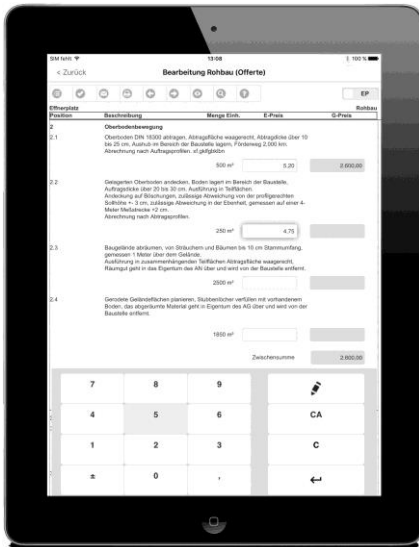 SIM fehlt 13:08 100 %
< Zurück Bearbeitung Rohbau (Offerte)
EP
Effnerplatz Rohbau
Position Beschreibung Menge Einh. E-Preis G-Preis
2 Oberbodenbewegung
2.1 Oberboden DIN 18300 abtragen, Abtragsfläche waagerecht, Abtragdicke über 10
bis 25 cm, Aushub im Bereich der Baustelle lagern, Förderweg 2,000 km.
Abrechnung nach Auftragsprofilen.
500 m² 5,20 2.600,00
2.2 Gelagerten Oberboden andecken, Boden lagert im Bereich der Baustelle,
Auftragsdicke über 20 bis 30 cm, Ausführung in Teilflächen.
Andeckung auf Böschungen, zulässige Abweichung von der profilgerechten
Sollhöhe +- 3 cm, zulässige Abweichung in der Ebenheit, gemessen auf einer 4-
Meter Meßstrecke +2 cm.
Abrechnung nach Abtragsprofilen.
250 m² 4,75
2.3 Baugelände abräumen, von Sträuchern und Bäumen bis 10 cm Stammumfang,
gemessen 1 Meter über dem Gelände.
Ausführung in zusammenhängenden Teilflächen Abtragsfläche waagerecht,
Räumgut geht in das Eigentum des AN über und wird von der Baustelle entfernt.
2500 m²
2.4 Gerodete Geländeflächen planieren, Stubbenlöcher verfüllen mit vorhandenem
Boden, das abgeräumte Material geht in Eigentum des AG über und wird von der
Baustelle entfernt.
1850 m²
Zwischensumme 2.600,00
7 8 9
4 5 6 CA
1 2 3 C
± 0 ,